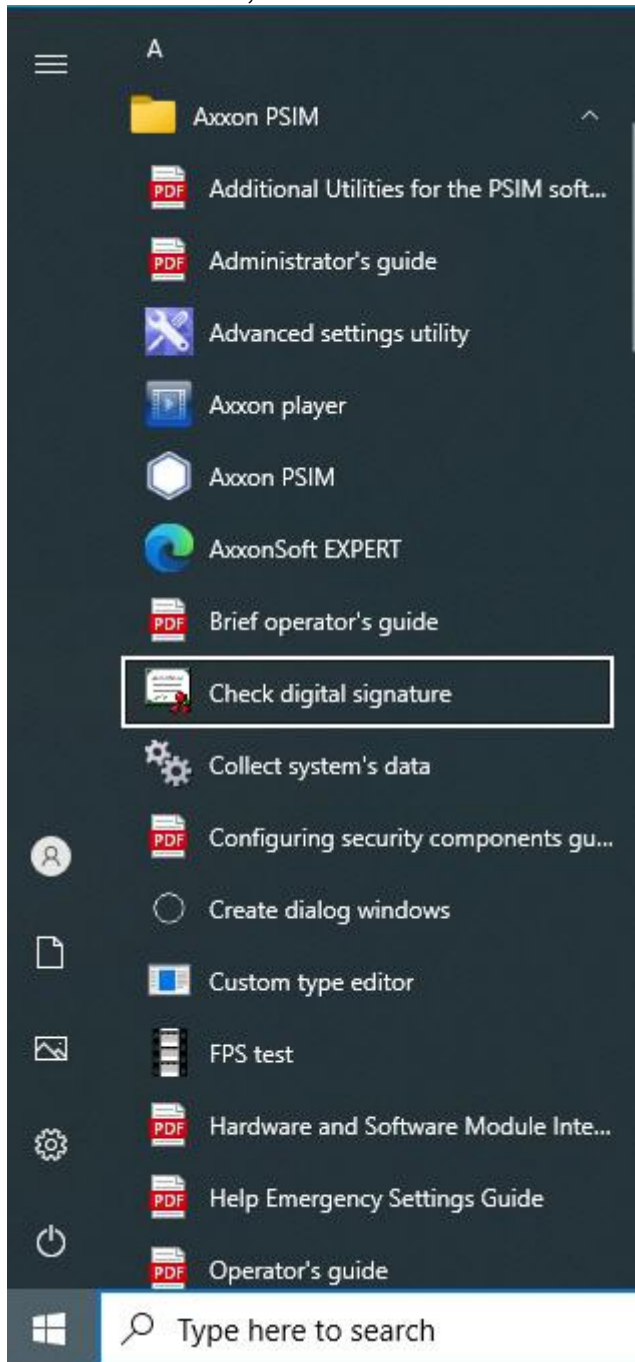 A
Axxon PSIM
PDF Additional Utilities for the PSIM soft...
PDF Administrator's guide
Advanced settings utility
Axxon player
Axxon PSIM
AxxonSoft EXPERT
PDF Brief operator's guide
Check digital signature
Collect system's data
PDF Configuring security components gu...
Create dialog windows
Custom type editor
FPS test
PDF Hardware and Software Module Inte...
PDF Help Emergency Settings Guide
PDF Operator's guide
Type here to search